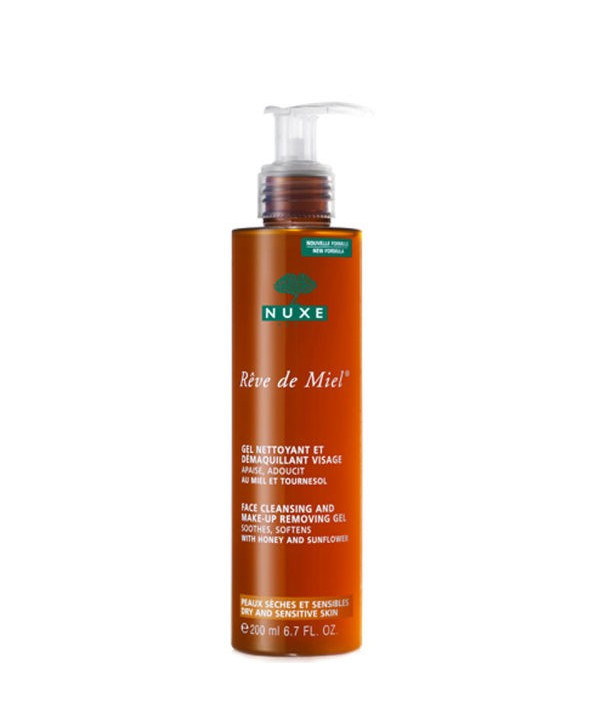 NOUVELLE FORMULE
NEW FORMULA
NUXE
Rêve de Miel®
GEL NETTOYANT ET
DÉMAQUILLANT VISAGE
APAISE, ADOUCIT
AU MIEL ET TOURNESOL
FACE CLEANSING AND
MAKE-UP REMOVING GEL
SOOTHES, SOFTENS
WITH HONEY AND SUNFLOWER
PEAUX SÈCHES ET SENSIBLES
DRY AND SENSITIVE SKIN
℮ 200 ml 6.7 FL. OZ.